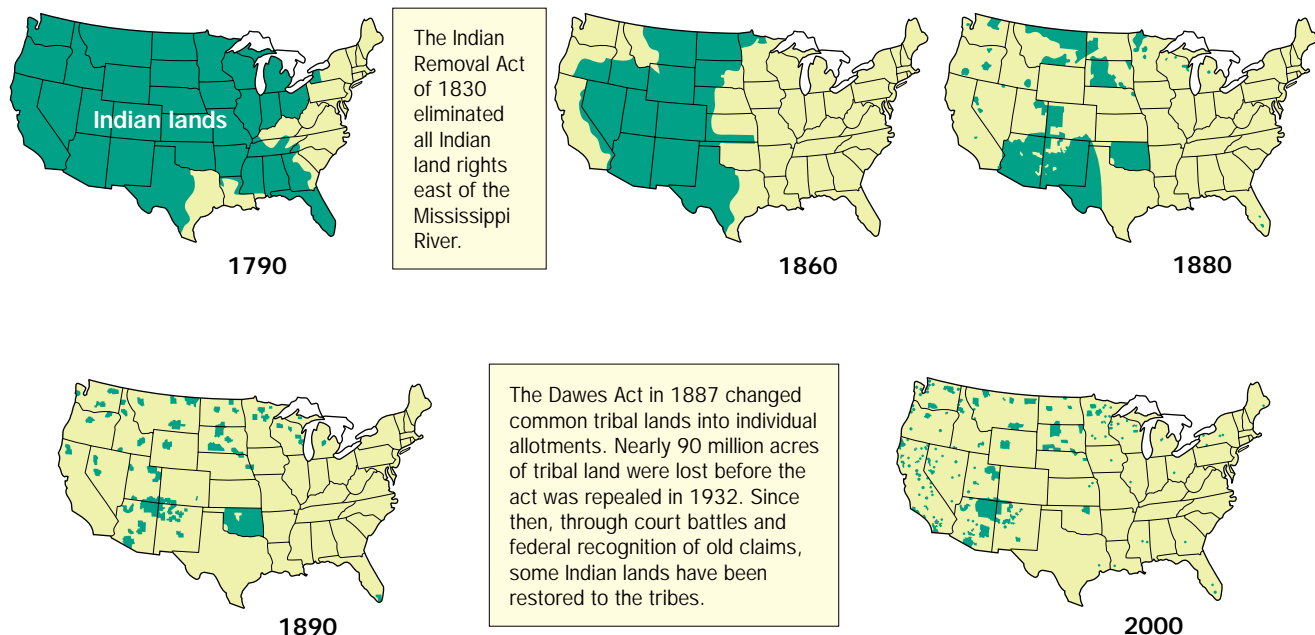 Indian lands
1790
The Indian
Removal Act
of 1830
eliminated
all Indian
land rights
east of the
Mississippi
River.
1860
1880
1890
The Dawes Act in 1887 changed
common tribal lands into individual
allotments. Nearly 90 million acres
of tribal land were lost before the
act was repealed in 1932. Since
then, through court battles and
federal recognition of old claims,
some Indian lands have been
restored to the tribes.
2000